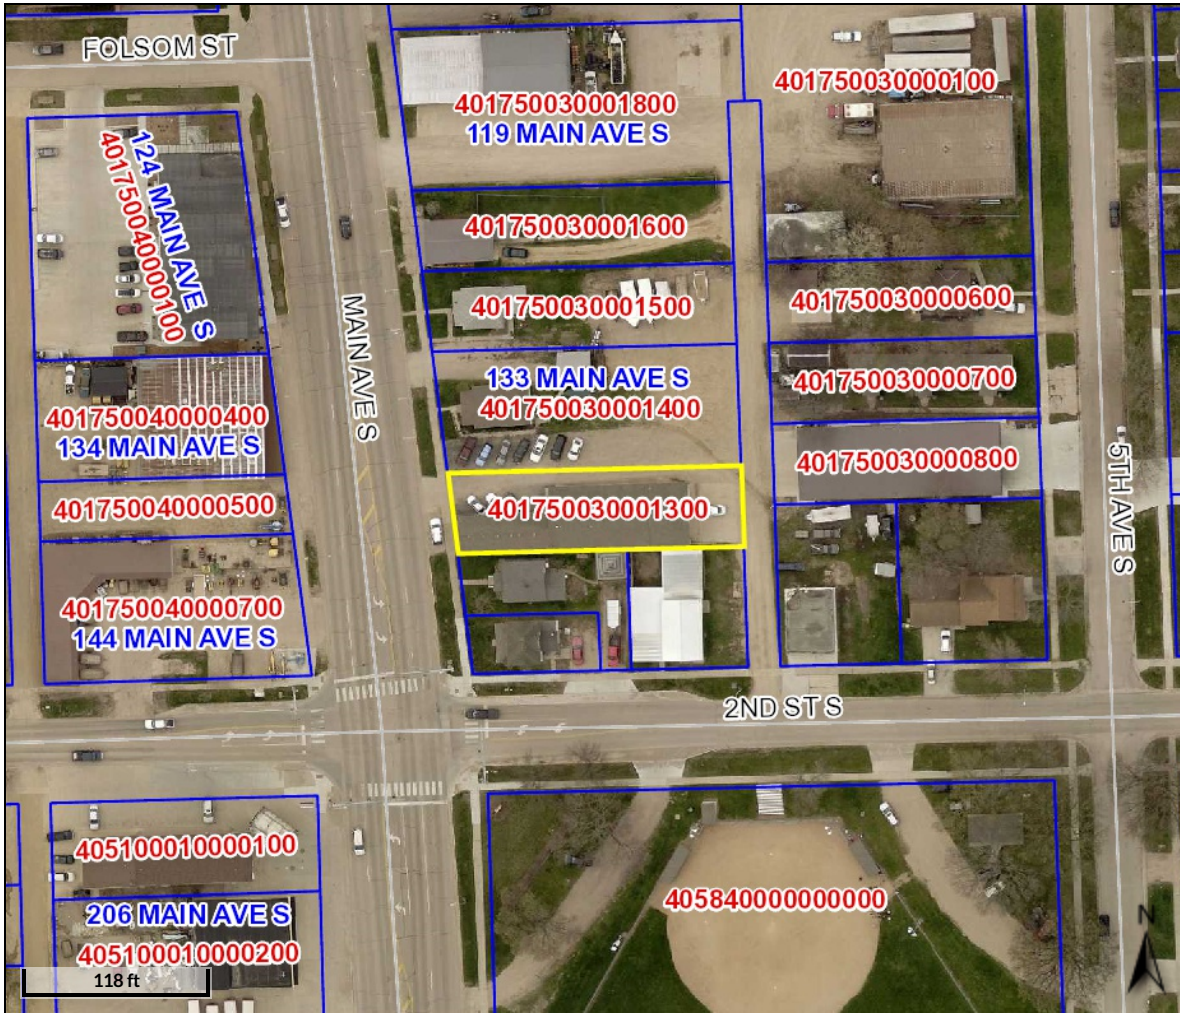 FOLSOM ST
401750030001800
119 MAIN AVE S
401750030000100
124 MAIN AVE S
401750040000100
401750030001600
401750030001500
401750030000600
MAIN AVE S
133 MAIN AVE S
401750030001400
401750030000700
401750040000400
134 MAIN AVE S
401750030000800
401750040000500
401750030001300
5TH AVE S
401750040000700
144 MAIN AVE S
2ND ST S
405100010000100
405840000000000
206 MAIN AVE S
405100010000200
N
118 ft